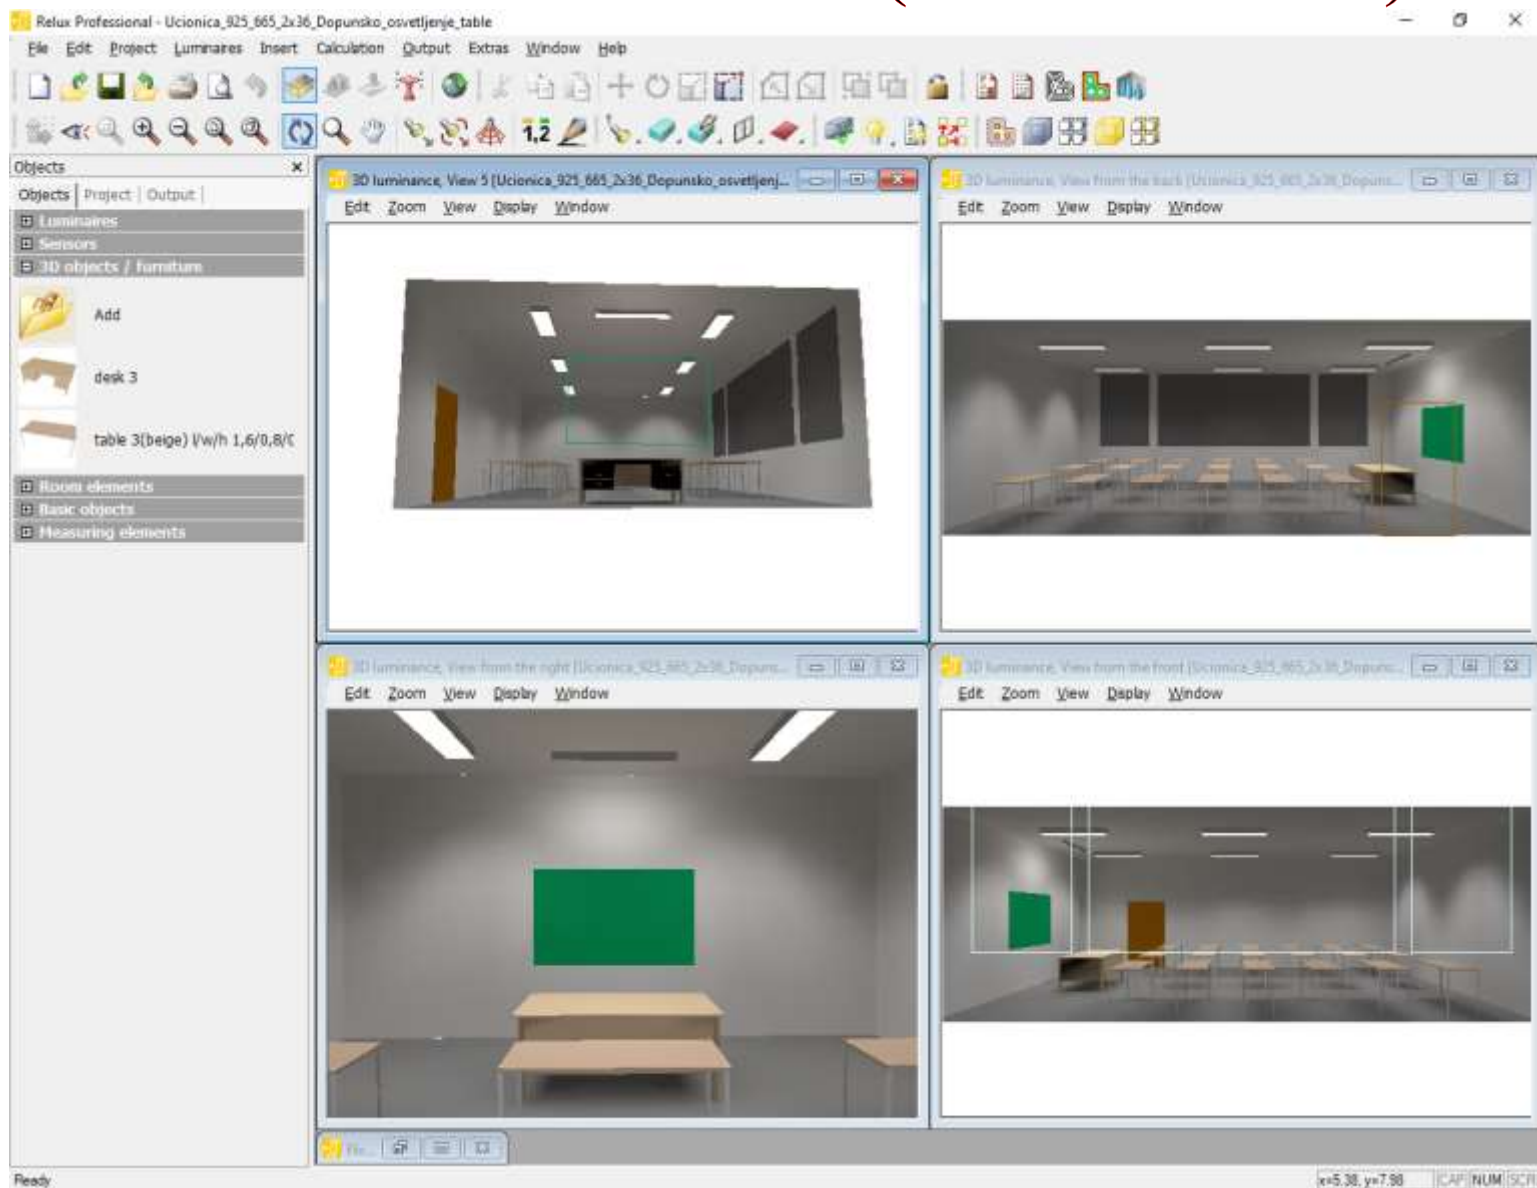 Relux Professional - Ucionica_925_665_2x36_Dopunsko_osvetljenje_table
File Edit Project Luminaires Insert Calculation Output Extras Window Help
1,2
Objects
Objects Project Output
Luminaires
Sensors
3D objects / furniture
Add
desk 3
table 3(beige) l/w/h 1,6/0,8/0
Room elements
Basic objects
Measuring elements
3D luminance, View 5 [Ucionica_925_665_2x36_Dopunsko_osvetljenj...
Edit Zoom View Display Window
3D luminance, View from the back [Ucionica_925_665_2x36_Dopuns...
Edit Zoom View Display Window
3D luminance, View from the right [Ucionica_925_665_2x36_Dopuns...
Edit Zoom View Display Window
3D luminance, View from the front [Ucionica_925_665_2x36_Dopuns...
Edit Zoom View Display Window
Ready
x=5.38, y=7.98 CAP NUM SCR